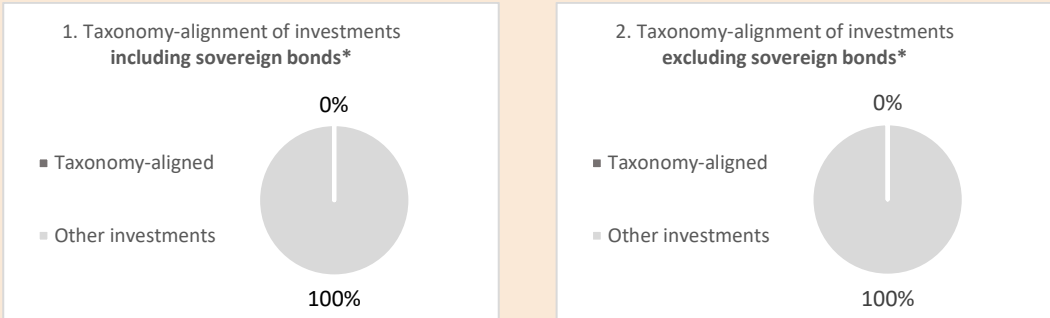 1. Taxonomy-alignment of investments
including sovereign bonds*
0%
Taxonomy-aligned
Other investments
100%
2. Taxonomy-alignment of investments
excluding sovereign bonds*
0%
Taxonomy-aligned
Other investments
100%